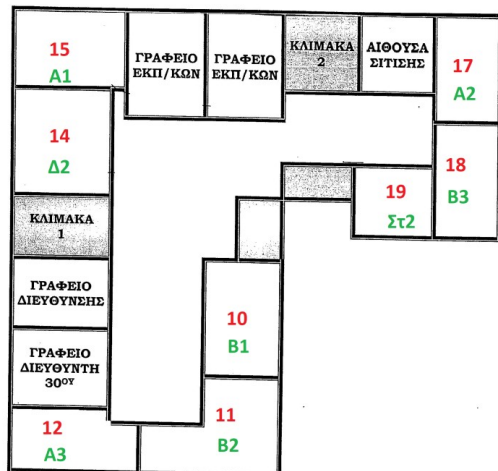 15
Α1
ΓΡΑΦΕΙΟ
ΕΚΠ/ΚΩΝ
ΓΡΑΦΕΙΟ
ΕΚΠ/ΚΩΝ
ΚΛΙΜΑΚΑ
2
ΑΙΘΟΥΣΑ
ΣΙΤΙΣΗΣ
17
Α2
14
Δ2
18
Β3
19
Στ2
ΚΛΙΜΑΚΑ
1
ΓΡΑΦΕΙΟ
ΔΙΕΥΘΥΝΣΗΣ
10
Β1
ΓΡΑΦΕΙΟ
ΔΙΕΥΘΥΝΤΗ
30ΟΥ
12
Α3
11
Β2